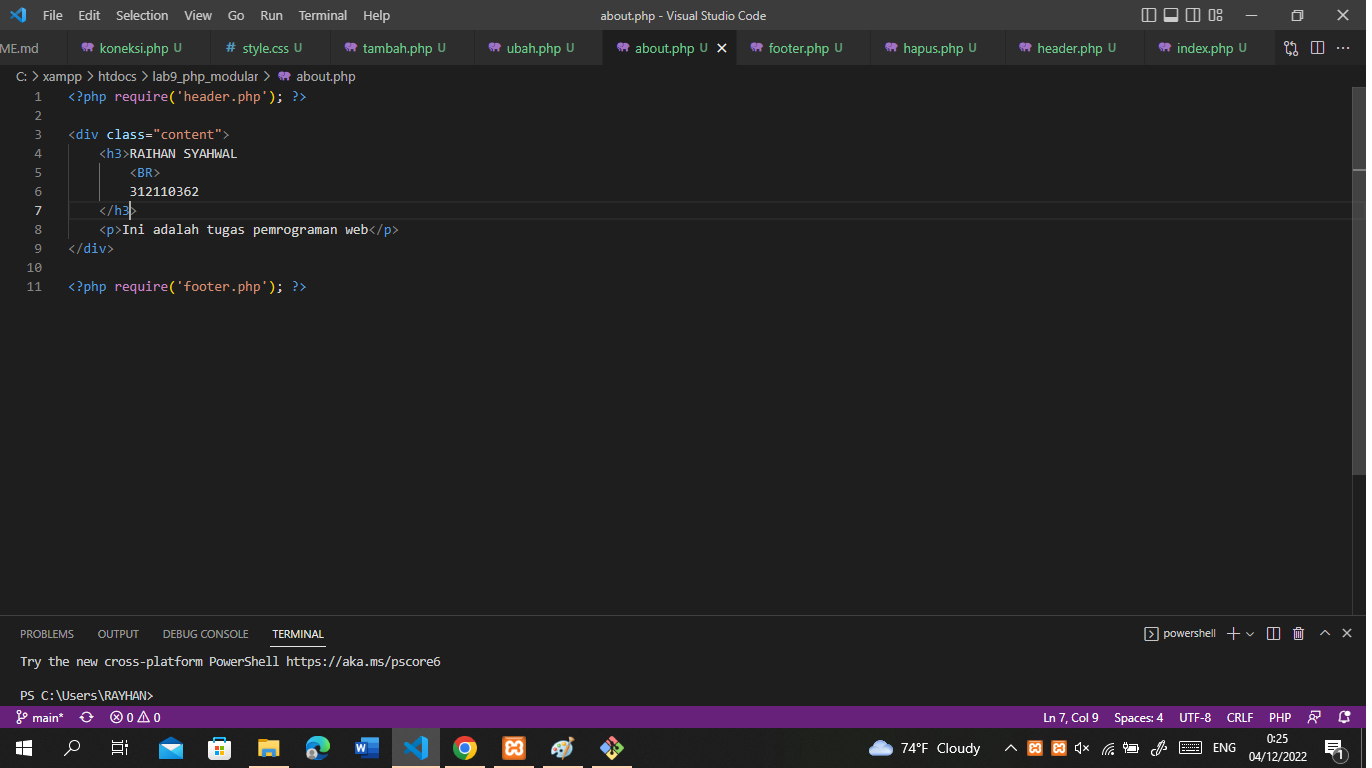 File Edit Selection View Go Run Terminal Help about.php - Visual Studio Code
ME.md koneksi.php U # style.css U tambah.php U ubah.php U about.php U footer.php U hapus.php U header.php U index.php U
C: > xampp > htdocs > lab9_php_modular > about.php
1 <?php require('header.php'); ?>
2
3 <div class="content">
4 <h3>RAIHAN SYAHWAL
5 <BR>
6 312110362
7 </h3>
8 <p>Ini adalah tugas pemrograman web</p>
9 </div>
10
11 <?php require('footer.php'); ?>
PROBLEMS OUTPUT DEBUG CONSOLE TERMINAL powershell
Try the new cross-platform PowerShell https://aka.ms/pscore6
PS C:\Users\RAYHAN>
main* 0 0 Ln 7, Col 9 Spaces: 4 UTF-8 CRLF PHP
74°F Cloudy ENG 0:25
04/12/2022 1